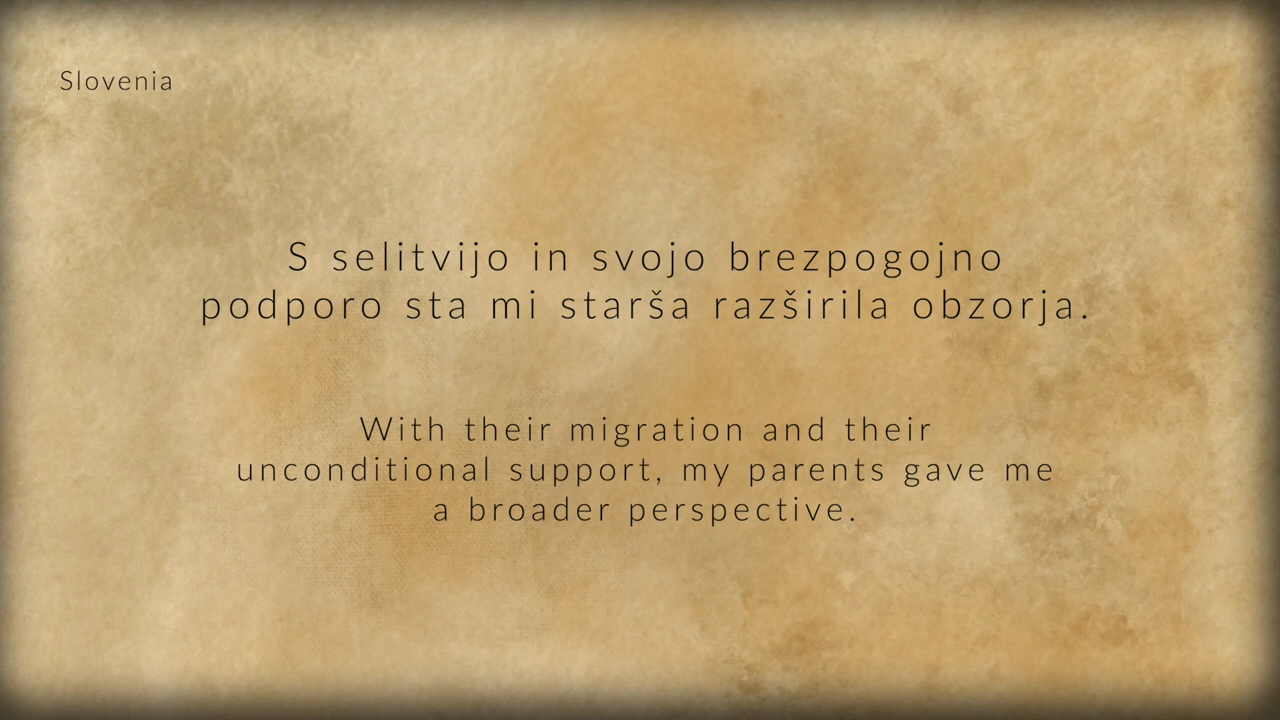 Slovenia
S selitvijo in svojo brezpogojno
podporo sta mi starša razširila obzorja.
With their migration and their
unconditional support, my parents gave me
a broader perspective.